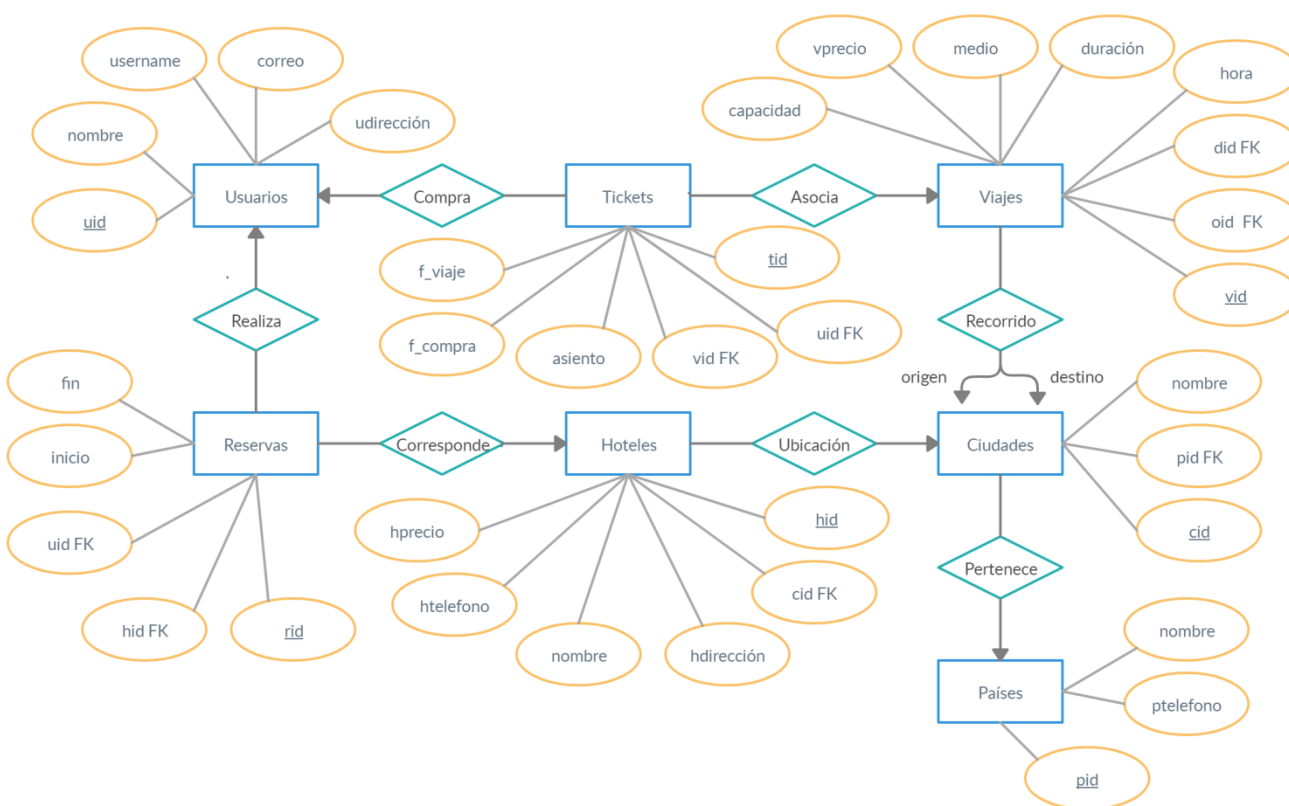 vprecio
medio
duración
username
correo
hora
capacidad
udirección
nombre
did FK
Usuarios
Compra
Tickets
Asocia
Viajes
uid
oid FK
tid
f_viaje
vid
Realiza
Recorrido
uid FK
f_compra
asiento
vid FK
origen
destino
fin
nombre
Reservas
Corresponde
Hoteles
Ubicación
Ciudades
inicio
pid FK
hid
hprecio
cid
uid FK
Pertenece
cid FK
htelefono
hid FK
rid
nombre
nombre
hdirección
Países
ptelefono
pid